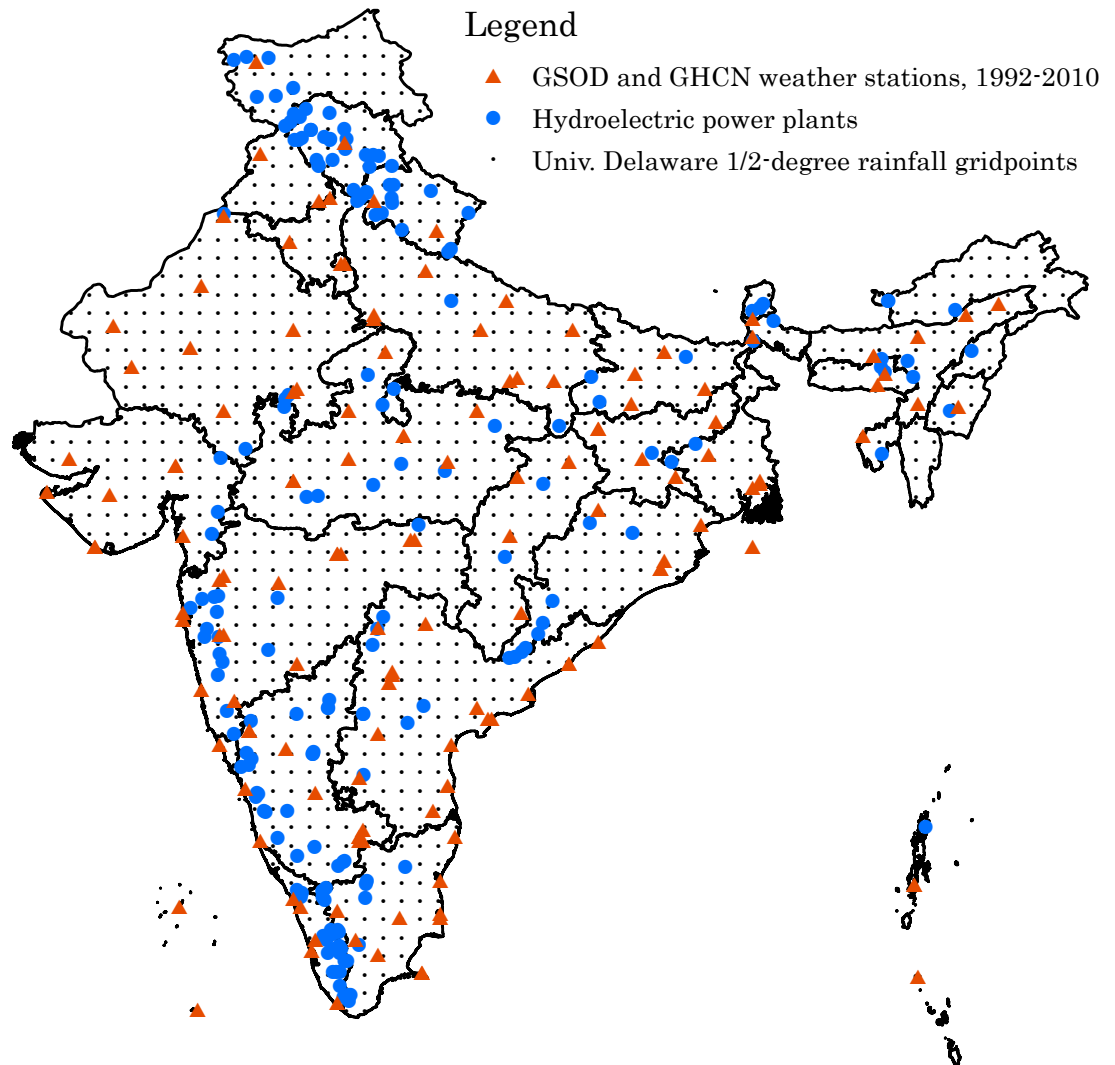 Legend
GSOD and GHCN weather stations, 1992-2010
Hydroelectric power plants
Univ. Delaware 1/2-degree rainfall gridpoints